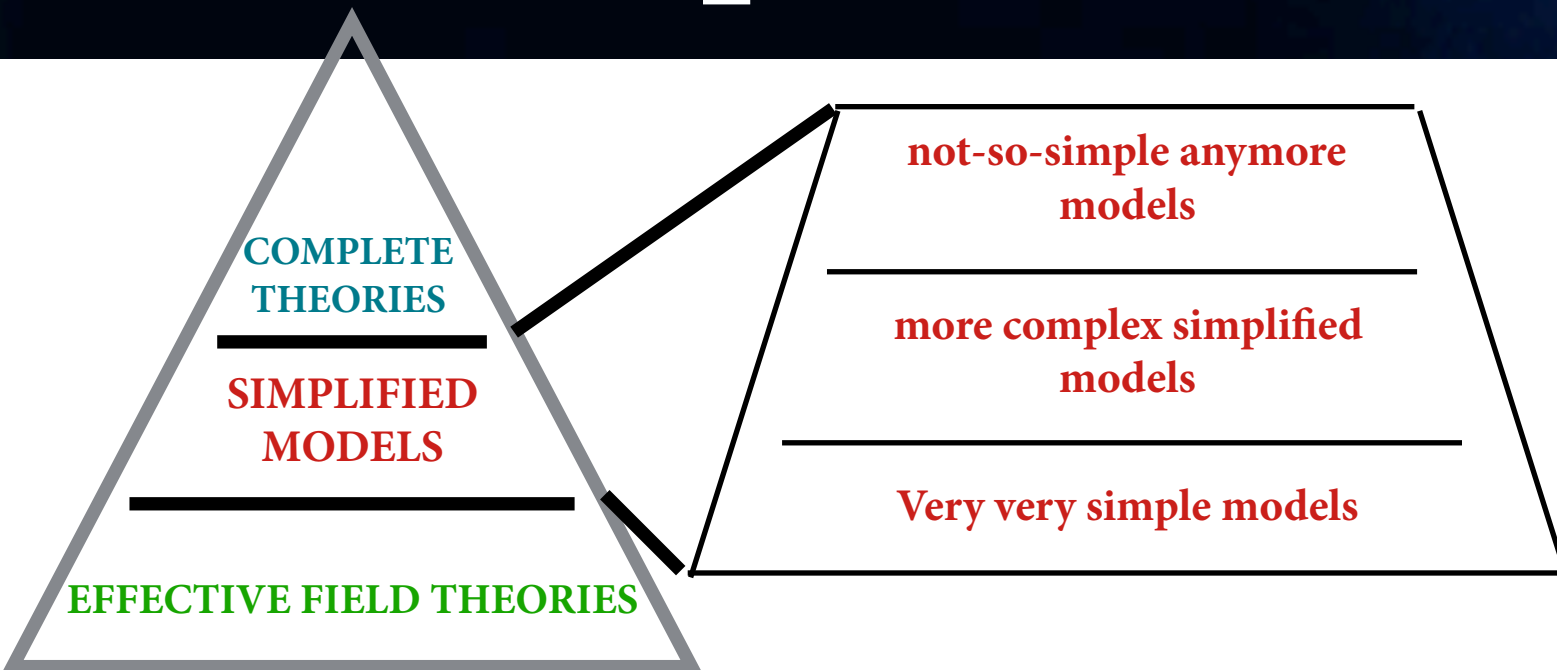 COMPLETE
THEORIES
SIMPLIFIED
MODELS
EFFECTIVE FIELD THEORIES
not-so-simple anymore
models
more complex simplified
models
Very very simple models